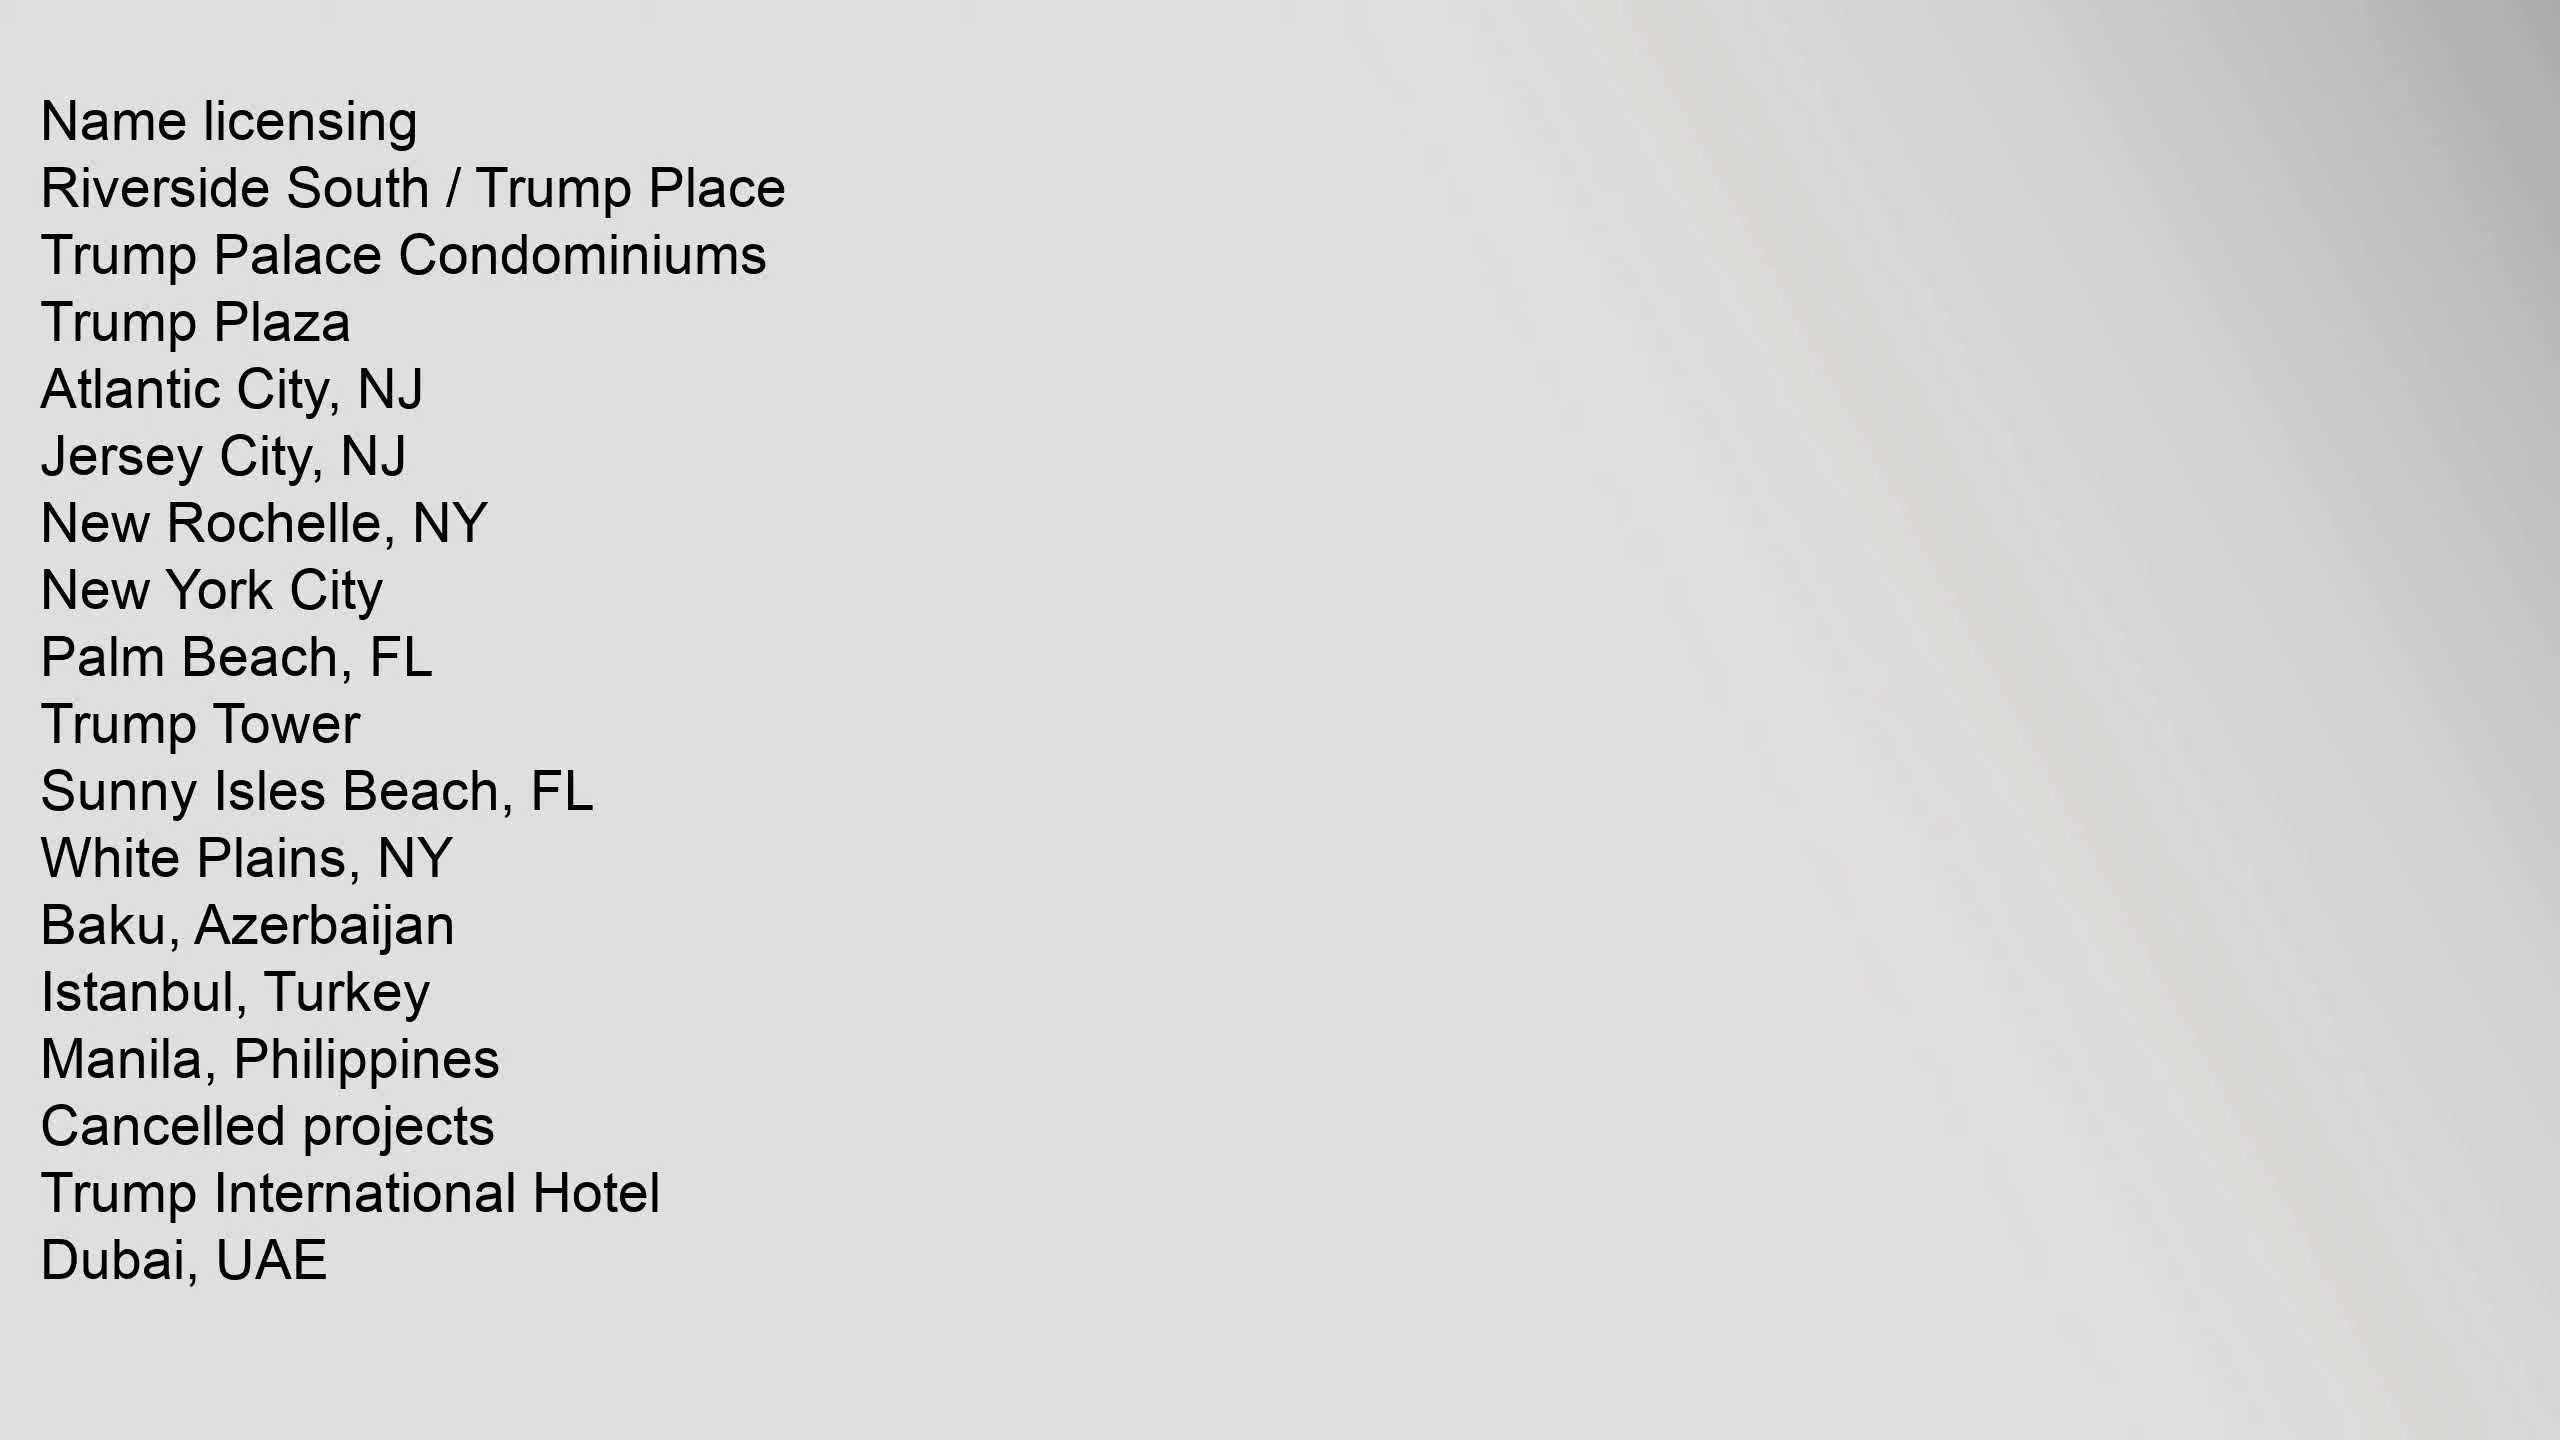 Name licensing
Riverside South / Trump Place
Trump Palace Condominiums
Trump Plaza
Atlantic City, NJ
Jersey City, NJ
New Rochelle, NY
New York City
Palm Beach, FL
Trump Tower
Sunny Isles Beach, FL
White Plains, NY
Baku, Azerbaijan
Istanbul, Turkey
Manila, Philippines
Cancelled projects
Trump International Hotel
Dubai, UAE